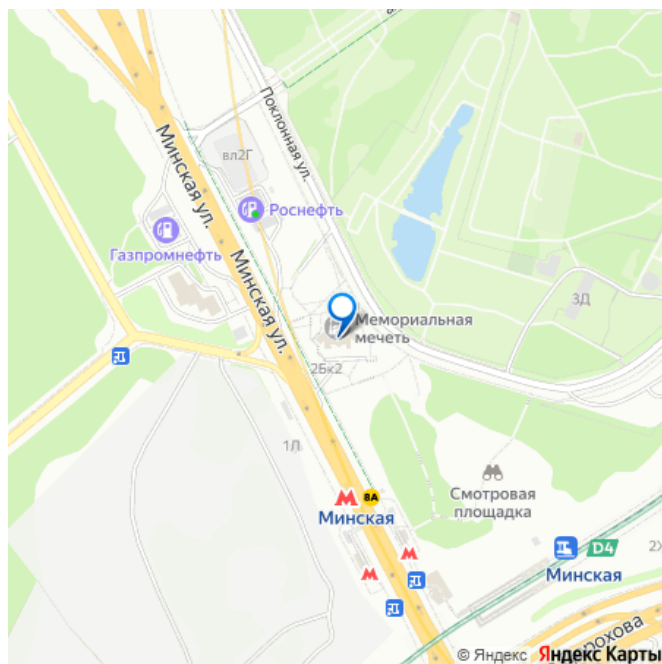 Минская ул.
Поклонная ул.
вл2Г
Роснефть
Газпромнефть
Минская ул.
3Д
Мемориальная
мечеть
2Бк2
1Л
8А
Минская
Смотровая
площадка
D4
Минская
2
© Яндекс Яндекс Карты